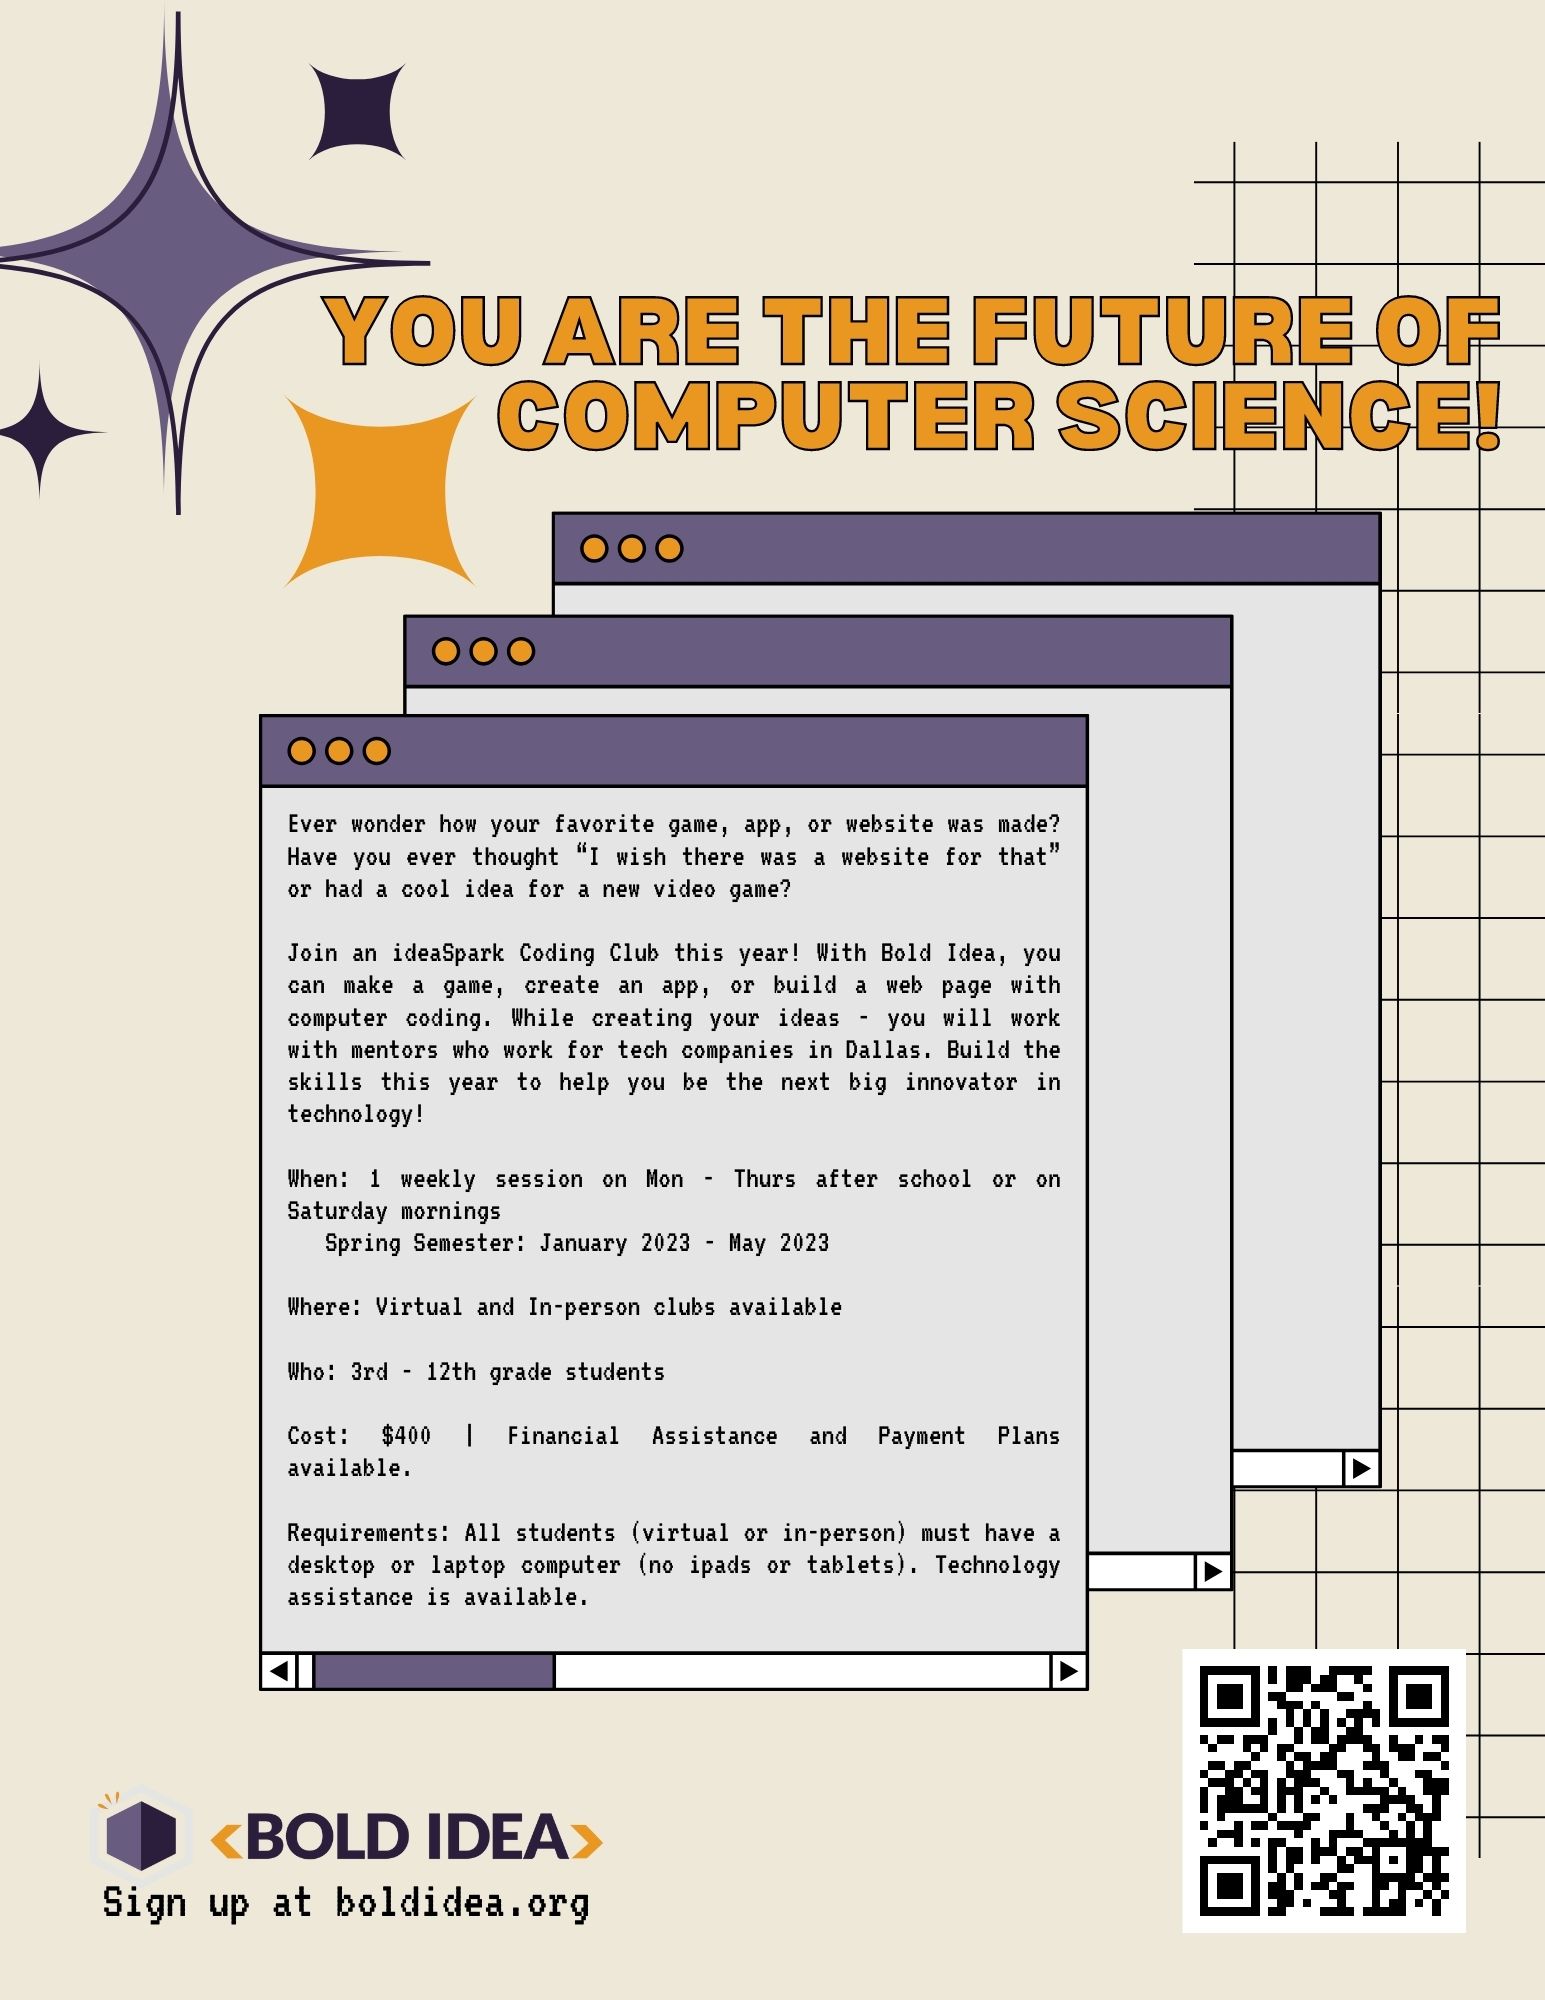 YOU ARE THE FUTURE OF
COMPUTER SCIENCE!
Ever wonder how your favorite game, app, or website was made?
Have you ever thought “I wish there was a website for that”
or had a cool idea for a new video game?
Join an ideaSpark Coding Club this year! With Bold Idea, you
can make a game, create an app, or build a web page with
computer coding. While creating your ideas - you will work
with mentors who work for tech companies in Dallas. Build the
skills this year to help you be the next big innovator in
technology!
When: 1 weekly session on Mon - Thurs after school or on
Saturday mornings
Spring Semester: January 2023 - May 2023
Where: Virtual and In-person clubs available
Who: 3rd - 12th grade students
Cost: $400 | Financial Assistance and Payment Plans
available.
Requirements: All students (virtual or in-person) must have a
desktop or laptop computer (no ipads or tablets). Technology
assistance is available.
<BOLD IDEA>
Sign up at boldidea.org